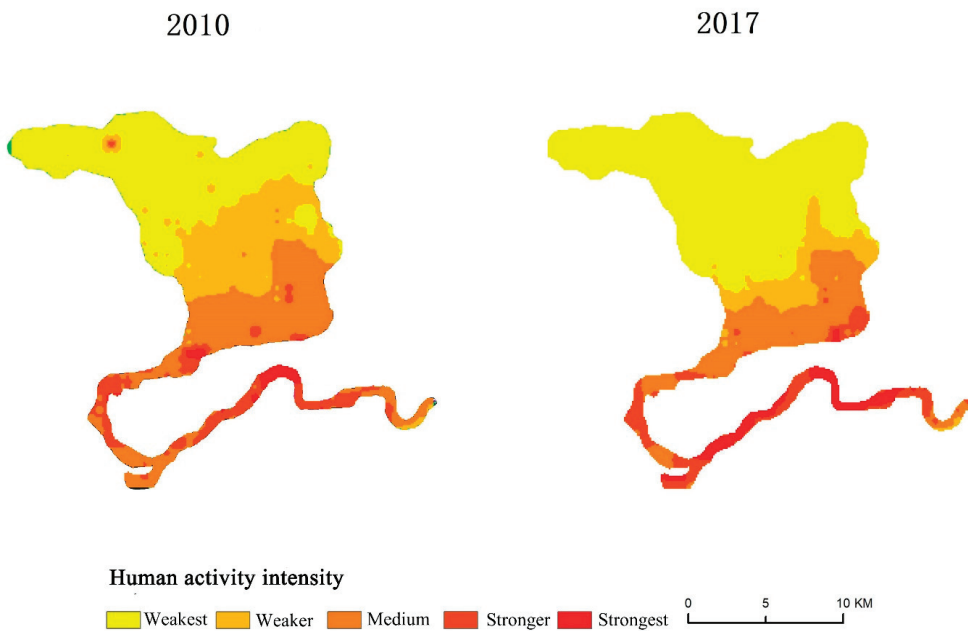 2010
2017
Human activity intensity
Weakest
Weaker
Medium
Stronger
Strongest
0 5 10 KM